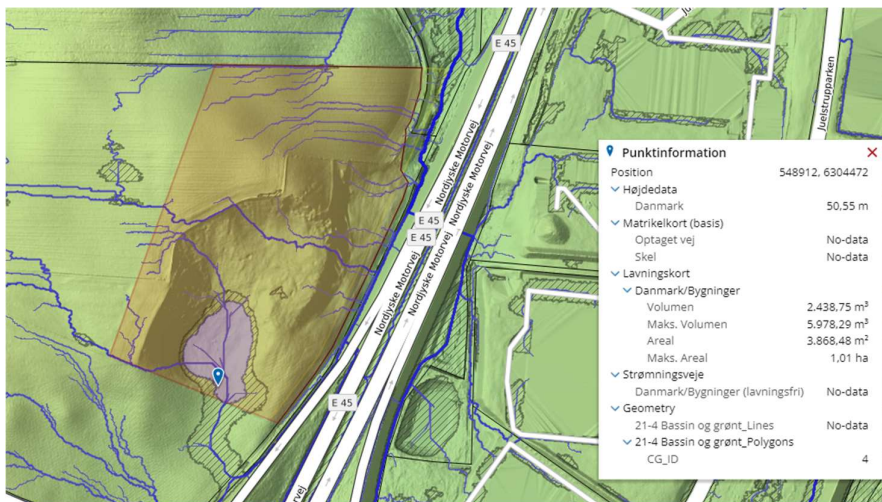 E 45
Nordjyske Motorvej
Nordjyske Motorvej
E 45
E 45
Nordjyske Motorvej
Nordjyske Motorvej
E 45
Juelstrupparken
Punktinformation
Position 548912, 6304472
Højdedata
Danmark 50,55 m
Matrikelkort (basis)
Optaget vej No-data
Skel No-data
Lavningskort
Danmark/Bygninger
Volumen 2.438,75 m³
Maks. Volumen 5.978,29 m³
Areal 3.868,48 m²
Maks. Areal 1,01 ha
Strømningsveje
Danmark/Bygninger (lavningsfri) No-data
Geometry
21-4 Bassin og grønt_Lines No-data
21-4 Bassin og grønt_Polygons
CG_ID 4